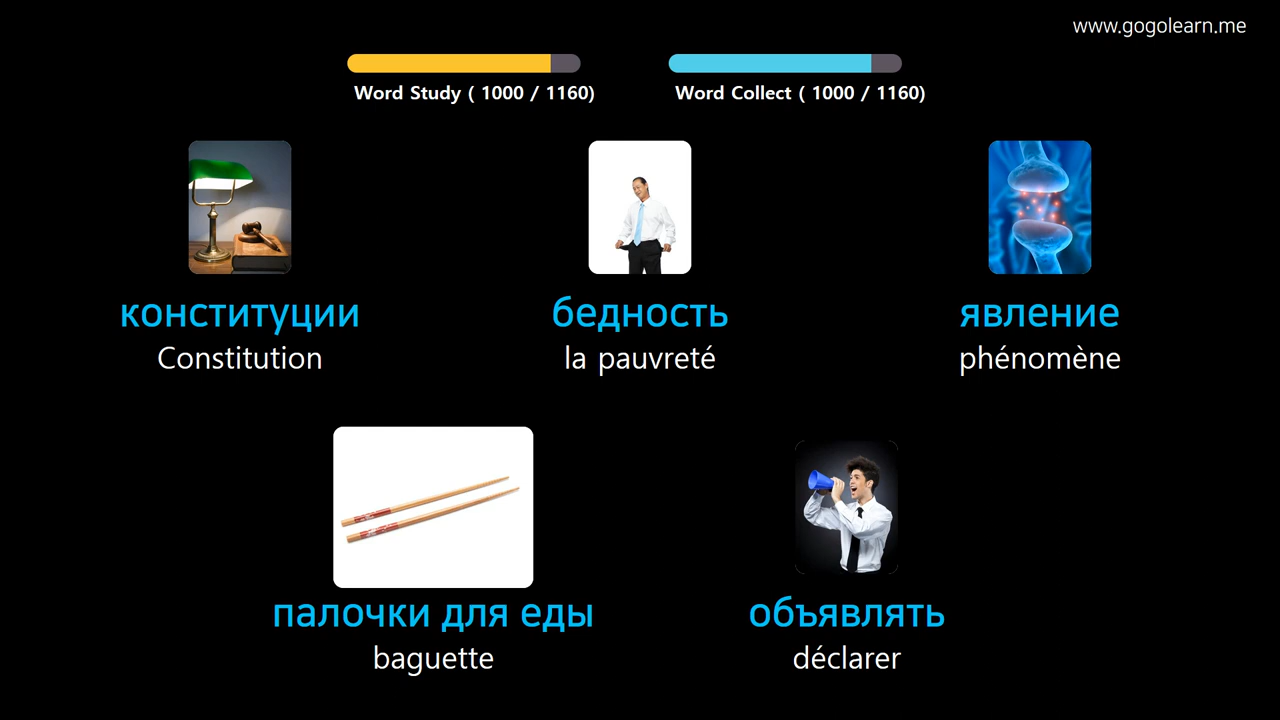 www.gogolearn.me
Word Study ( 1000 / 1160)
Word Collect ( 1000 / 1160)
конституции
Constitution
бедность
la pauvreté
явление
phénomène
палочки для еды
baguette
объявлять
déclarer